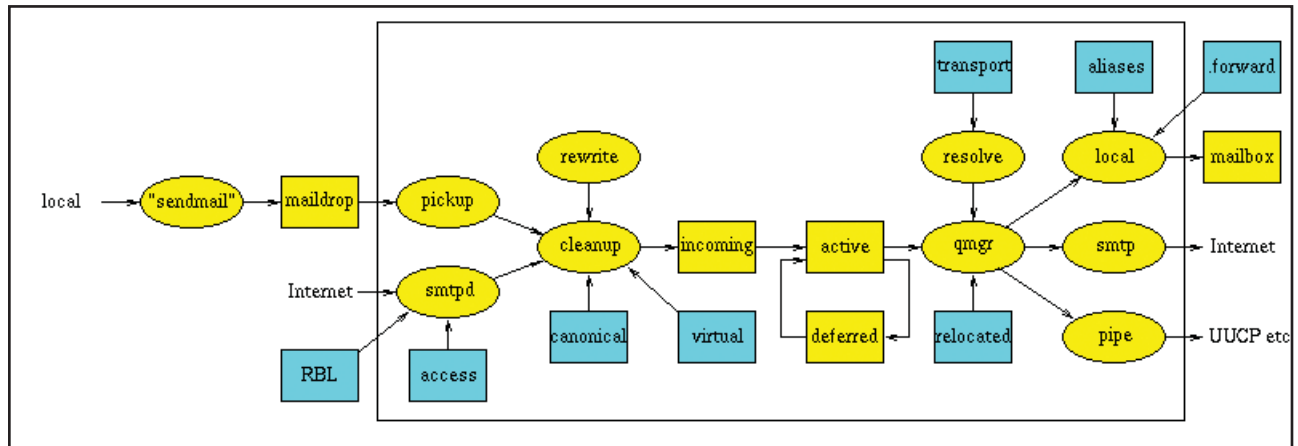 transport
aliases
.forward
rewrite
resolve
local
mailbox
local
"sendmail"
maildrop
pickup
cleanup
incoming
active
qmgr
smtp
Internet
Internet
smtpd
canonical
virtual
deferred
relocated
pipe
UUCP etc
RBL
access